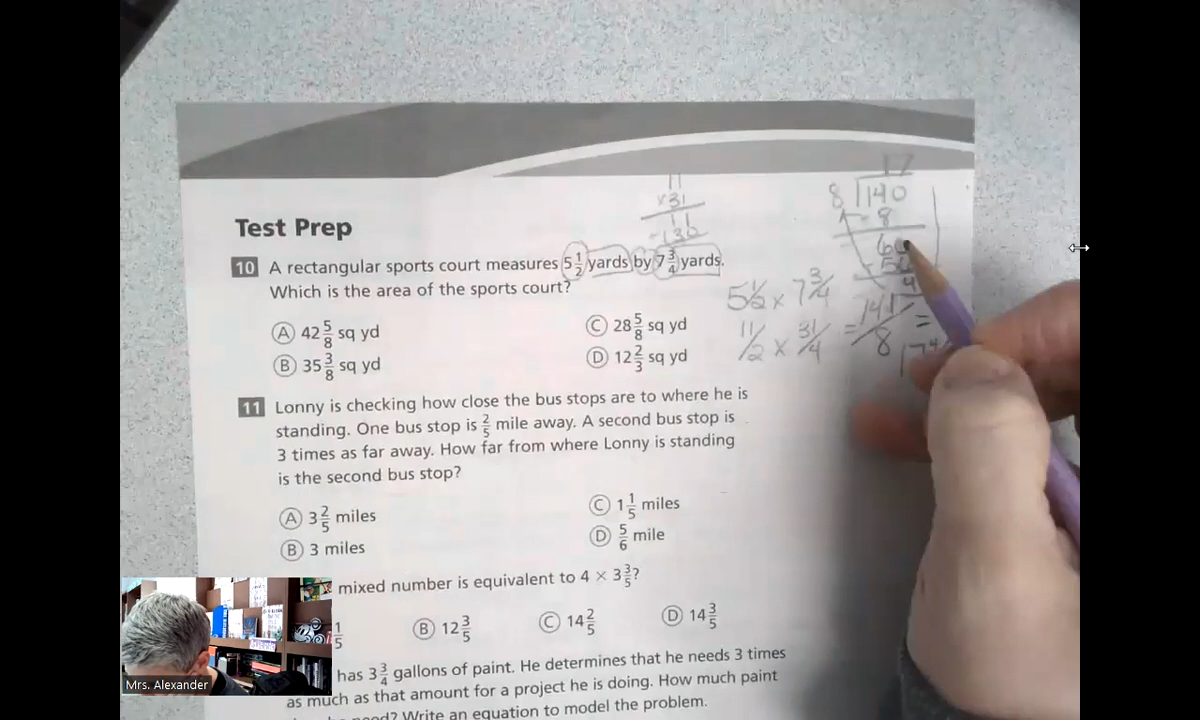 Test Prep
10 A rectangular sports court measures 5 1/2 yards by 7 3/4 yards.
Which is the area of the sports court?
A 42 5/8 sq yd
C 28 5/8 sq yd
B 35 3/8 sq yd
D 12 2/3 sq yd
11
×31
11
17
8 140
- 8
5 1/2 × 7 3/4
11/2 × 31/4 = 141/8 =
11 Lonny is checking how close the bus stops are to where he is
standing. One bus stop is 2/5 mile away. A second bus stop is
3 times as far away. How far from where Lonny is standing
is the second bus stop?
A 3 2/5 miles
C 1 1/5 miles
B 3 miles
D 5/6 mile
mixed number is equivalent to 4 × 3 3/5?
1/5
B 12 3/5
C 14 2/5
D 14 3/5
has 3 3/4 gallons of paint. He determines that he needs 3 times
as much as that amount for a project he is doing. How much paint
need? Write an equation to model the problem.
Mrs. Alexander